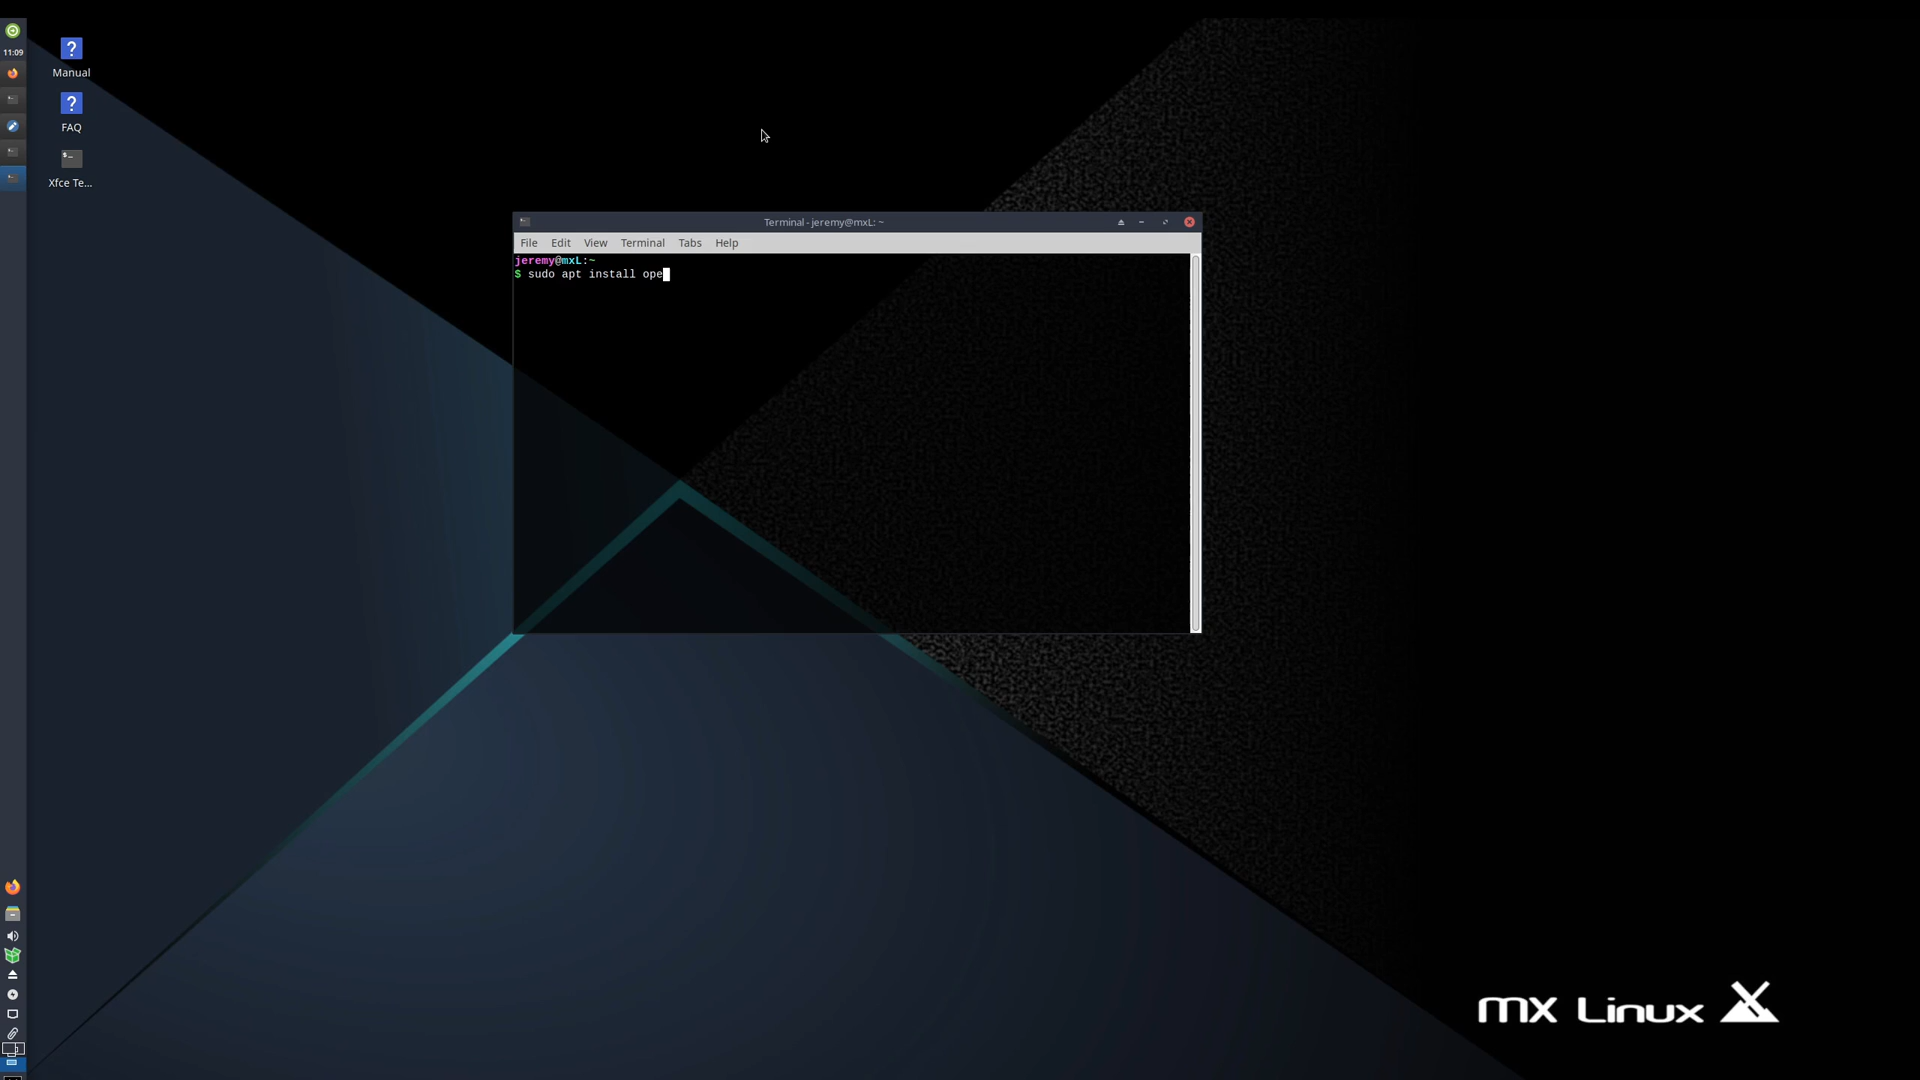 11:09
Manual
FAQ
Xfce Te...
Terminal - jeremy@mxL: ~
File Edit View Terminal Tabs Help
jeremy@mxL:~
$ sudo apt install ope
mx Linux